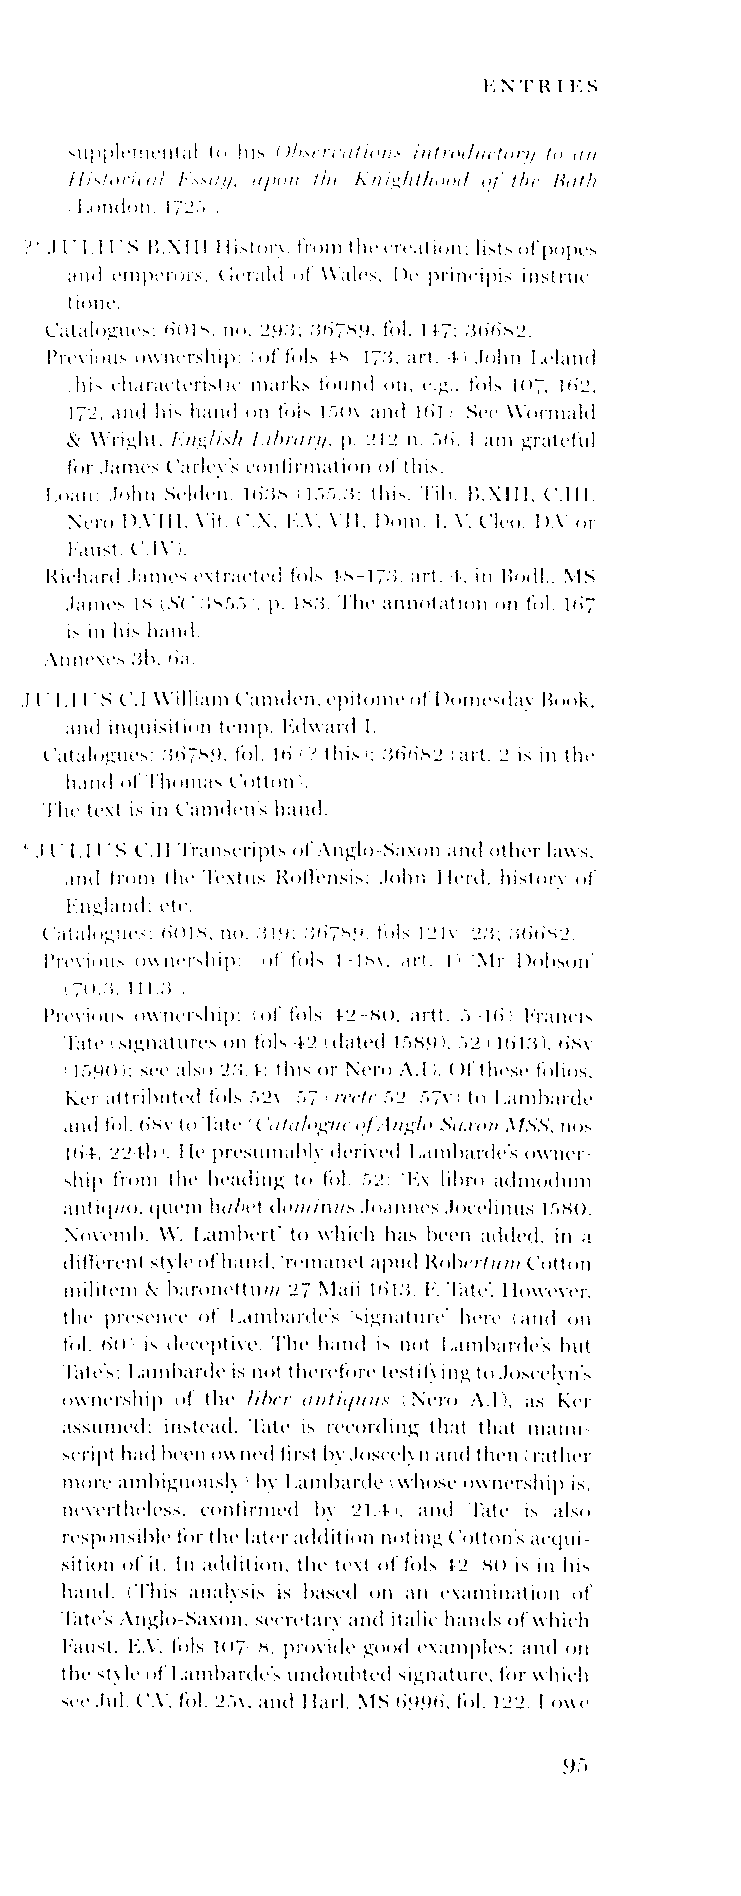 ENTRIES
supplemental to his Observations introductory to an
Historical Essay, upon the Knighthood of the Bath
(London, 1725).
?* JULIUS B.XIII History, from the creation; lists of popes
and emperors, Gerald of Wales, De principis instruc-
tione.
Catalogues: 6018, no. 293; 36789, fol. 147; 36682.
Previous ownership: (of fols 48–173, art. 4) John Leland
(his characteristic marks found on, e.g., fols 107, 162,
172, and his hand on fols 150v and 161). See Wormald
& Wright, English Library, p. 212 n. 56. I am grateful
for James Carley's confirmation of this.
Loan: John Selden, 1638 (155.3: this, Tib. B.XIII, C.III,
Nero D.VIII, Vit. C.X, E.V, VII, Dom. I, V, Cleo. D.V or
Faust. C.IV).
Richard James extracted fols 48–173, art. 4, in Bodl., MS
James 18 (SC 3855), p. 183. The annotation on fol. 167
is in his hand.
Annexes 3b, 6a.
JULIUS C.I William Camden, epitome of Domesday Book,
and inquisition temp. Edward I.
Catalogues: 36789, fol. 16 (? this); 36682 (art. 2 is in the
hand of Thomas Cotton).
The text is in Camden's hand.
* JULIUS C.II Transcripts of Anglo-Saxon and other laws,
and from the Textus Roffensis; John Herd, history of
England; etc.
Catalogues: 6018, no. 319; 36789, fols 121v–23; 36682.
Previous ownership: (of fols 1–18v, art. 1) 'Mr Dobson'
(70.3, 111.3).
Previous ownership: (of fols 42–80, artt. 5–16) Francis
Tate (signatures on fols 42 (dated 1589), 52 (1613), 68v
(1590); see also 23.4: this or Nero A.I). Of these folios,
Ker attributed fols 52v–57 (recte 52–57v) to Lambarde
and fol. 68v to Tate (Catalogue of Anglo-Saxon MSS, nos
164, 224b). He presumably derived Lambarde's owner-
ship from the heading to fol. 52: 'Ex libro admodum
antiquo, quem habet dominus Joannes Jocelinus 1580,
Novemb. W. Lambert' to which has been added, in a
different style of hand, 'remanet apud Robertum Cotton
militem & baronettum 27 Maii 1613. F. Tate'. However,
the presence of Lambarde's 'signature' here (and on
fol. 60) is deceptive. The hand is not Lambarde's but
Tate's; Lambarde is not therefore testifying to Joscelyn's
ownership of the liber antiquus (Nero A.I), as Ker
assumed; instead, Tate is recording that that manu-
script had been owned first by Joscelyn and then (rather
more ambiguously) by Lambarde (whose ownership is,
nevertheless, confirmed by 21.4), and Tate is also
responsible for the later addition noting Cotton's acqui-
sition of it. In addition, the text of fols 42–80 is in his
hand. (This analysis is based on an examination of
Tate's Anglo-Saxon, secretary and italic hands of which
Faust. E.V, fols 107–8, provide good examples; and on
the style of Lambarde's undoubted signature, for which
see Jul. C.V, fol. 25v, and Harl. MS 6996, fol. 122. I owe
95